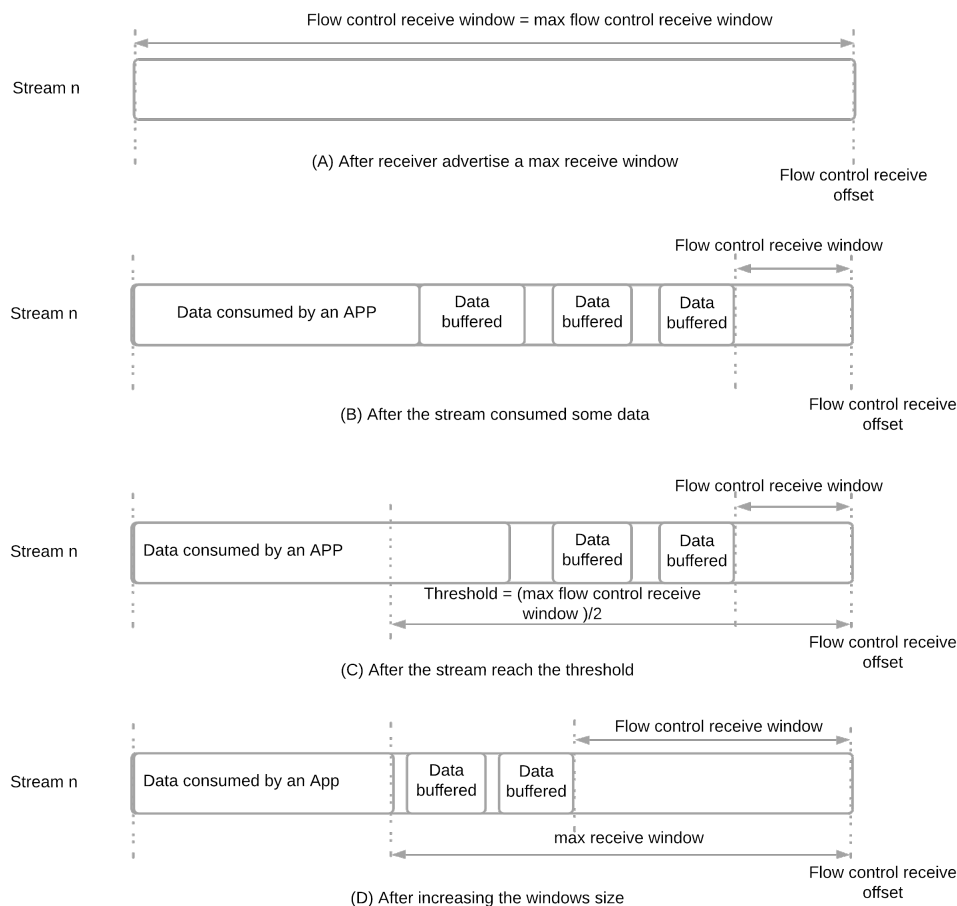 Flow control receive window = max flow control receive window
Stream n
(A) After receiver advertise a max receive window
Flow control receive
offset
Flow control receive window
Stream n
Data consumed by an APP
Data
buffered
Data
buffered
Data
buffered
(B) After the stream consumed some data
Flow control receive
offset
Flow control receive window
Stream n
Data consumed by an APP
Data
buffered
Data
buffered
Threshold = (max flow control receive
window )/2
Flow control receive
offset
(C) After the stream reach the threshold
Flow control receive window
Stream n
Data consumed by an App
Data
buffered
Data
buffered
max receive window
Flow control receive
offset
(D) After increasing the windows size